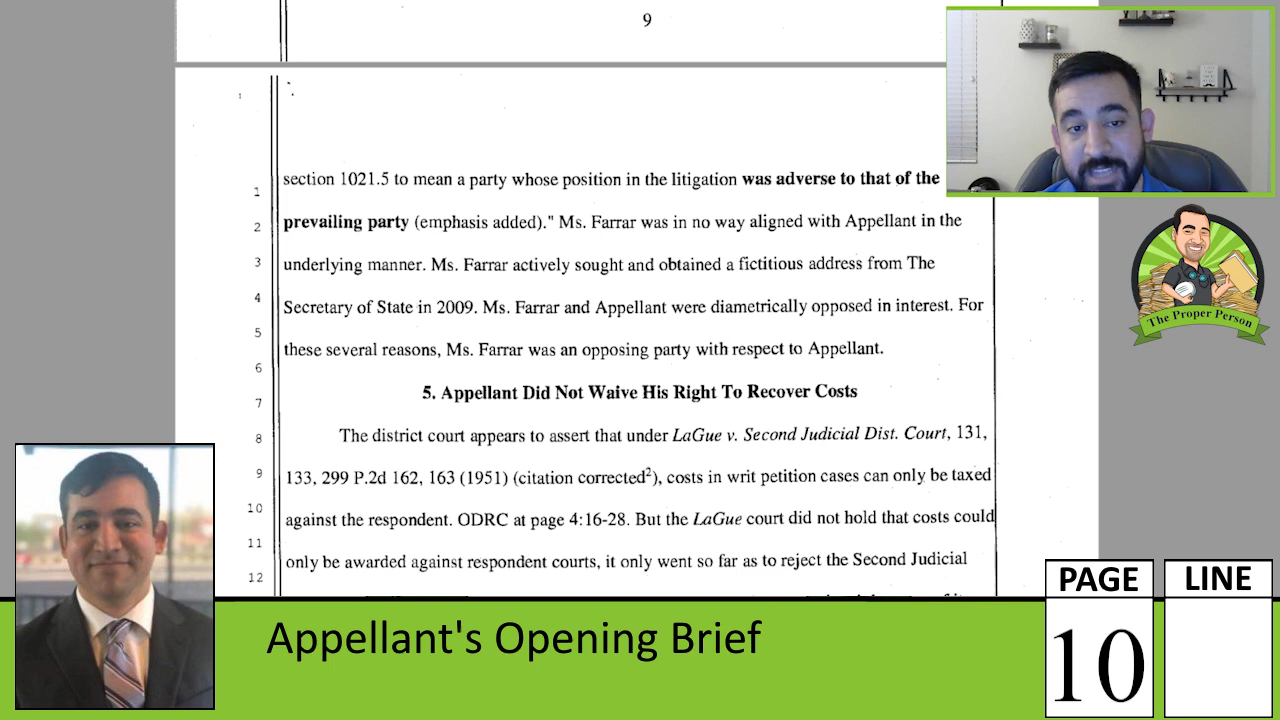 9
1
section 1021.5 to mean a party whose position in the litigation was adverse to that of the
1
prevailing party (emphasis added)." Ms. Farrar was in no way aligned with Appellant in the
2
underlying manner. Ms. Farrar actively sought and obtained a fictitious address from The
3
Secretary of State in 2009. Ms. Farrar and Appellant were diametrically opposed in interest. For
4
these several reasons, Ms. Farrar was an opposing party with respect to Appellant.
5
6
5. Appellant Did Not Waive His Right To Recover Costs
7
The district court appears to assert that under LaGue v. Second Judicial Dist. Court, 131,
8
133, 299 P.2d 162, 163 (1951) (citation corrected2), costs in writ petition cases can only be taxed
9
against the respondent. ODRC at page 4:16-28. But the LaGue court did not hold that costs could
10
11
only be awarded against respondent courts, it only went so far as to reject the Second Judicial
12
The Proper Person
Appellant's Opening Brief
PAGE
10
LINE